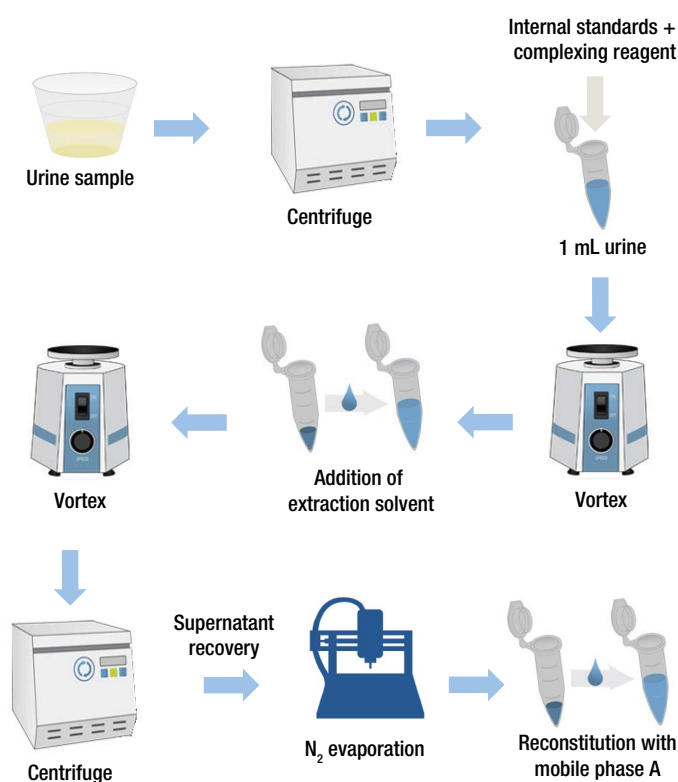 Internal standards +
complexing reagent
Urine sample
Centrifuge
1 mL urine
Vortex
Addition of
extraction solvent
Vortex
Supernatant
recovery
Centrifuge
N₂ evaporation
Reconstitution with
mobile phase A